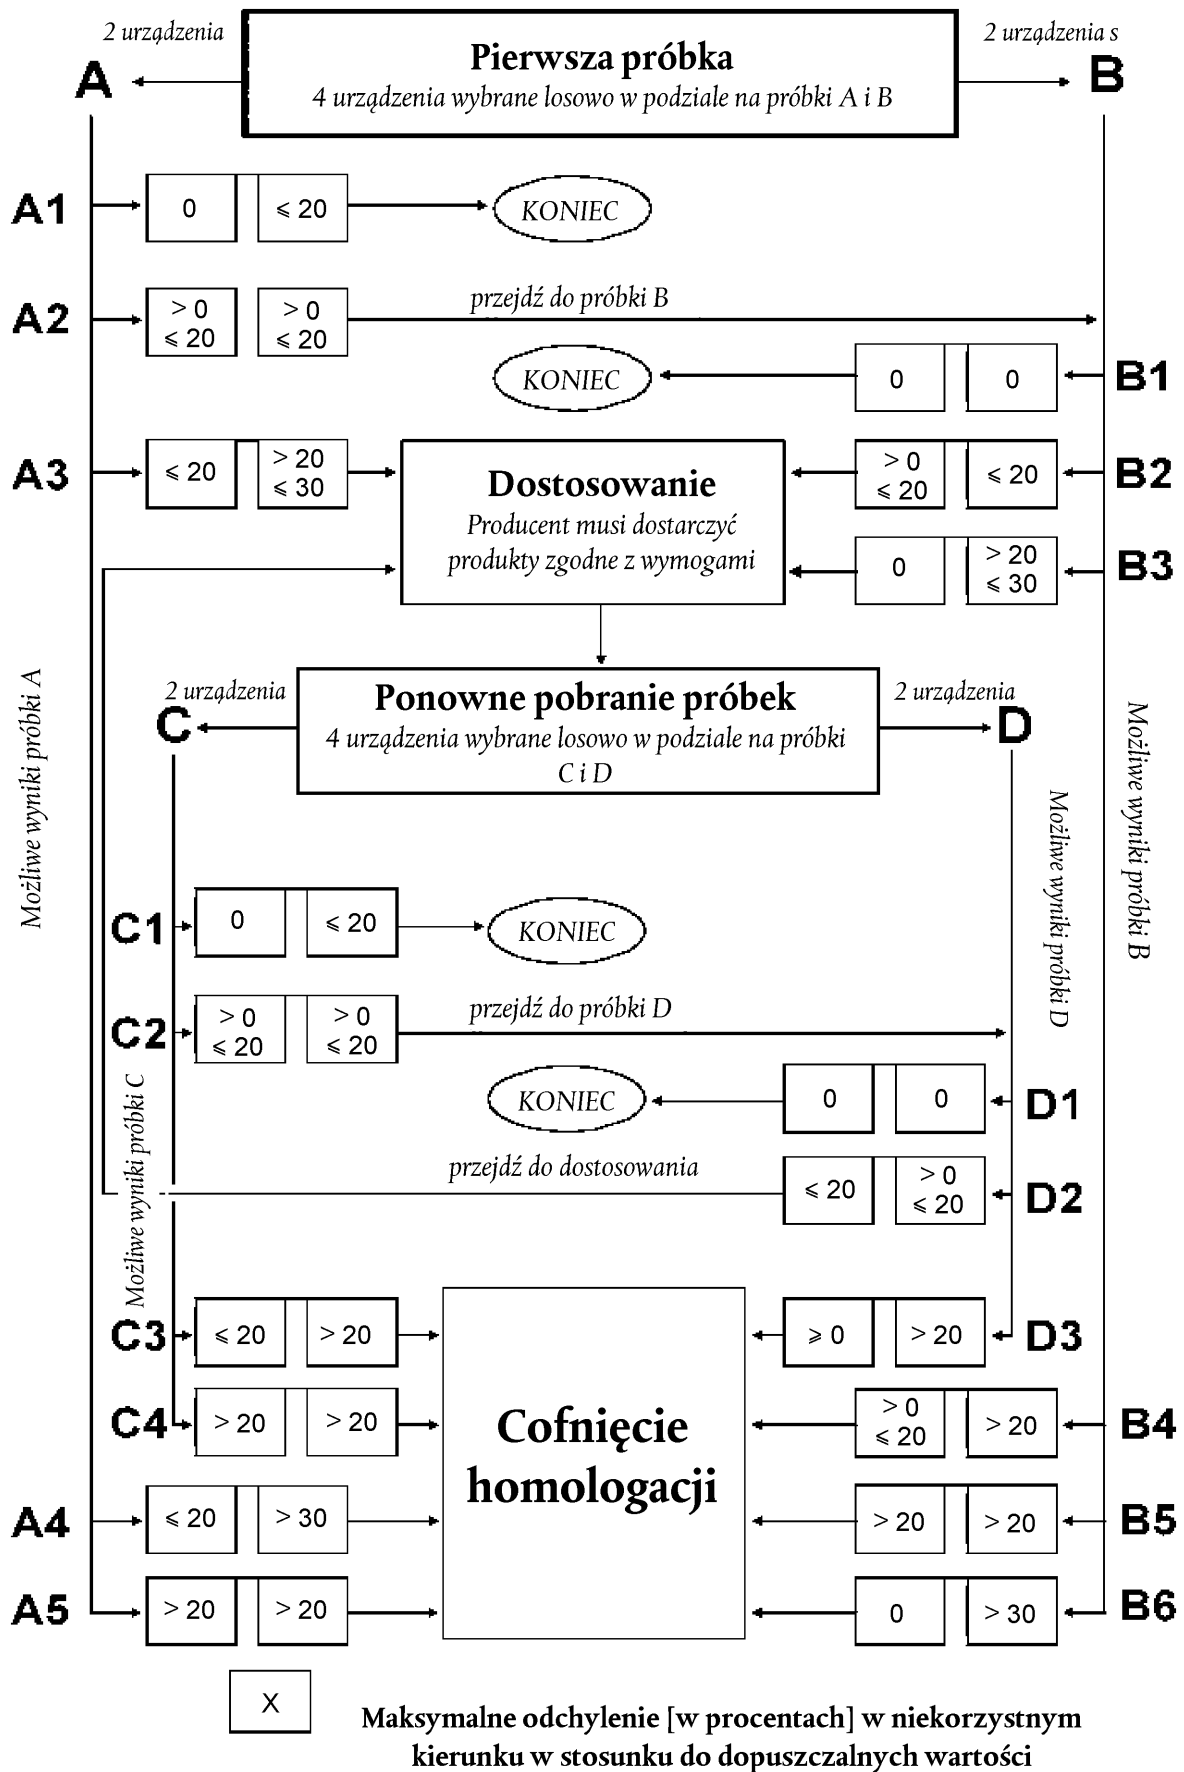 2 urządzenia
Pierwsza próbka
4 urządzenia wybrane losowo w podziale na próbki A i B
2 urządzenia s
A
B
A1
0
⩽ 20
KONIEC
A2
> 0
⩽ 20
> 0
⩽ 20
przejdź do próbki B
KONIEC
0
0
B1
A3
⩽ 20
> 20
⩽ 30
Dostosowanie
Producent musi dostarczyć
produkty zgodne z wymogami
> 0
⩽ 20
⩽ 20
B2
0
> 20
⩽ 30
B3
Możliwe wyniki próbki A
2 urządzenia
C
Ponowne pobranie próbek
4 urządzenia wybrane losowo w podziale na próbki
C i D
2 urządzenia
D
Możliwe wyniki próbki D
Możliwe wyniki próbki B
C1
0
⩽ 20
KONIEC
C2
> 0
⩽ 20
> 0
⩽ 20
przejdź do próbki D
Możliwe wyniki próbki C
KONIEC
0
0
D1
przejdź do dostosowania
⩽ 20
> 0
⩽ 20
D2
C3
⩽ 20
> 20
Cofnięcie
homologacji
⩾ 0
> 20
D3
C4
> 20
> 20
> 0
⩽ 20
> 20
B4
A4
⩽ 20
> 30
> 20
> 20
B5
A5
> 20
> 20
0
> 30
B6
X
Maksymalne odchylenie [w procentach] w niekorzystnym
kierunku w stosunku do dopuszczalnych wartości